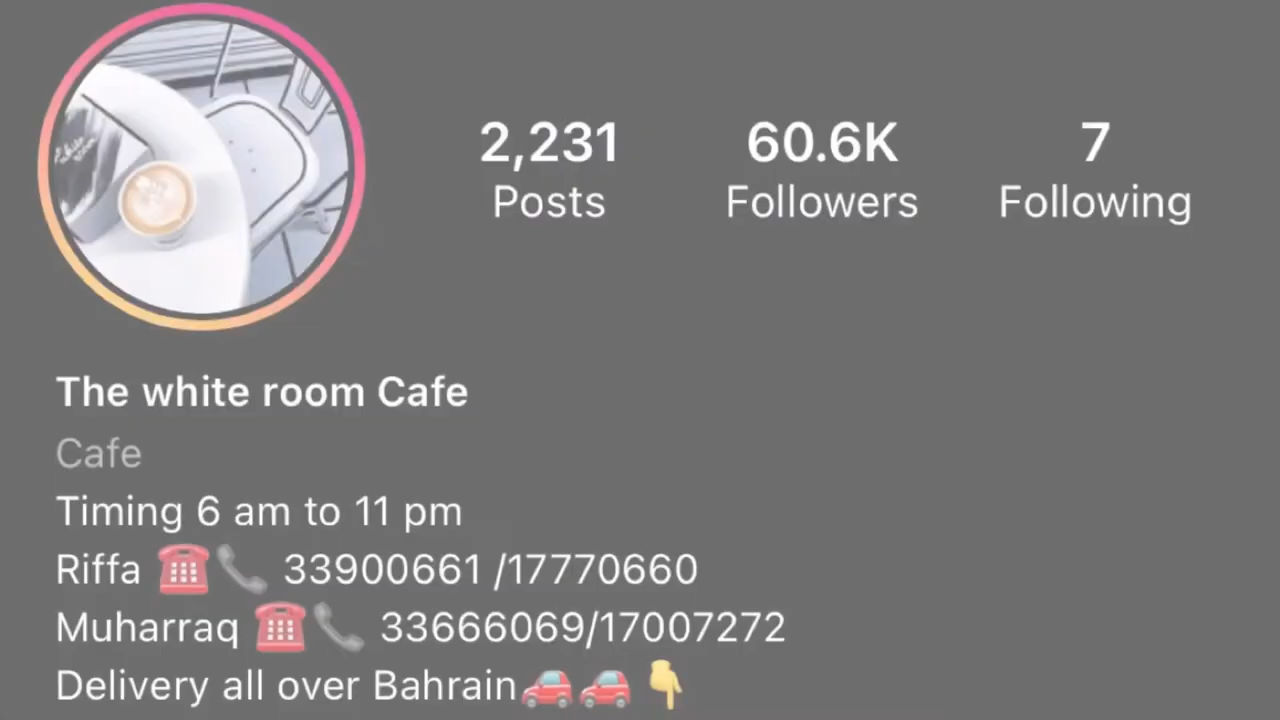 2,231 60.6K 7
Posts Followers Following
The white room Cafe
Cafe
Timing 6 am to 11 pm
Riffa ☎️📞 33900661 /17770660
Muharraq ☎️📞 33666069/17007272
Delivery all over Bahrain🚗🚗 👇